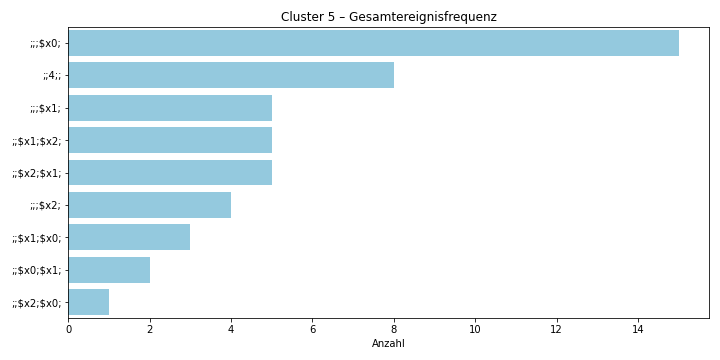 Cluster 5 – Gesamtereignisfrequenz
;;;$x0;
;;4;;
;;;$x1;
;;$x1;$x2;
;;$x2;$x1;
;;;$x2;
;;$x1;$x0;
;;$x0;$x1;
;;$x2;$x0;
0 2 4 6 8 10 12 14
Anzahl